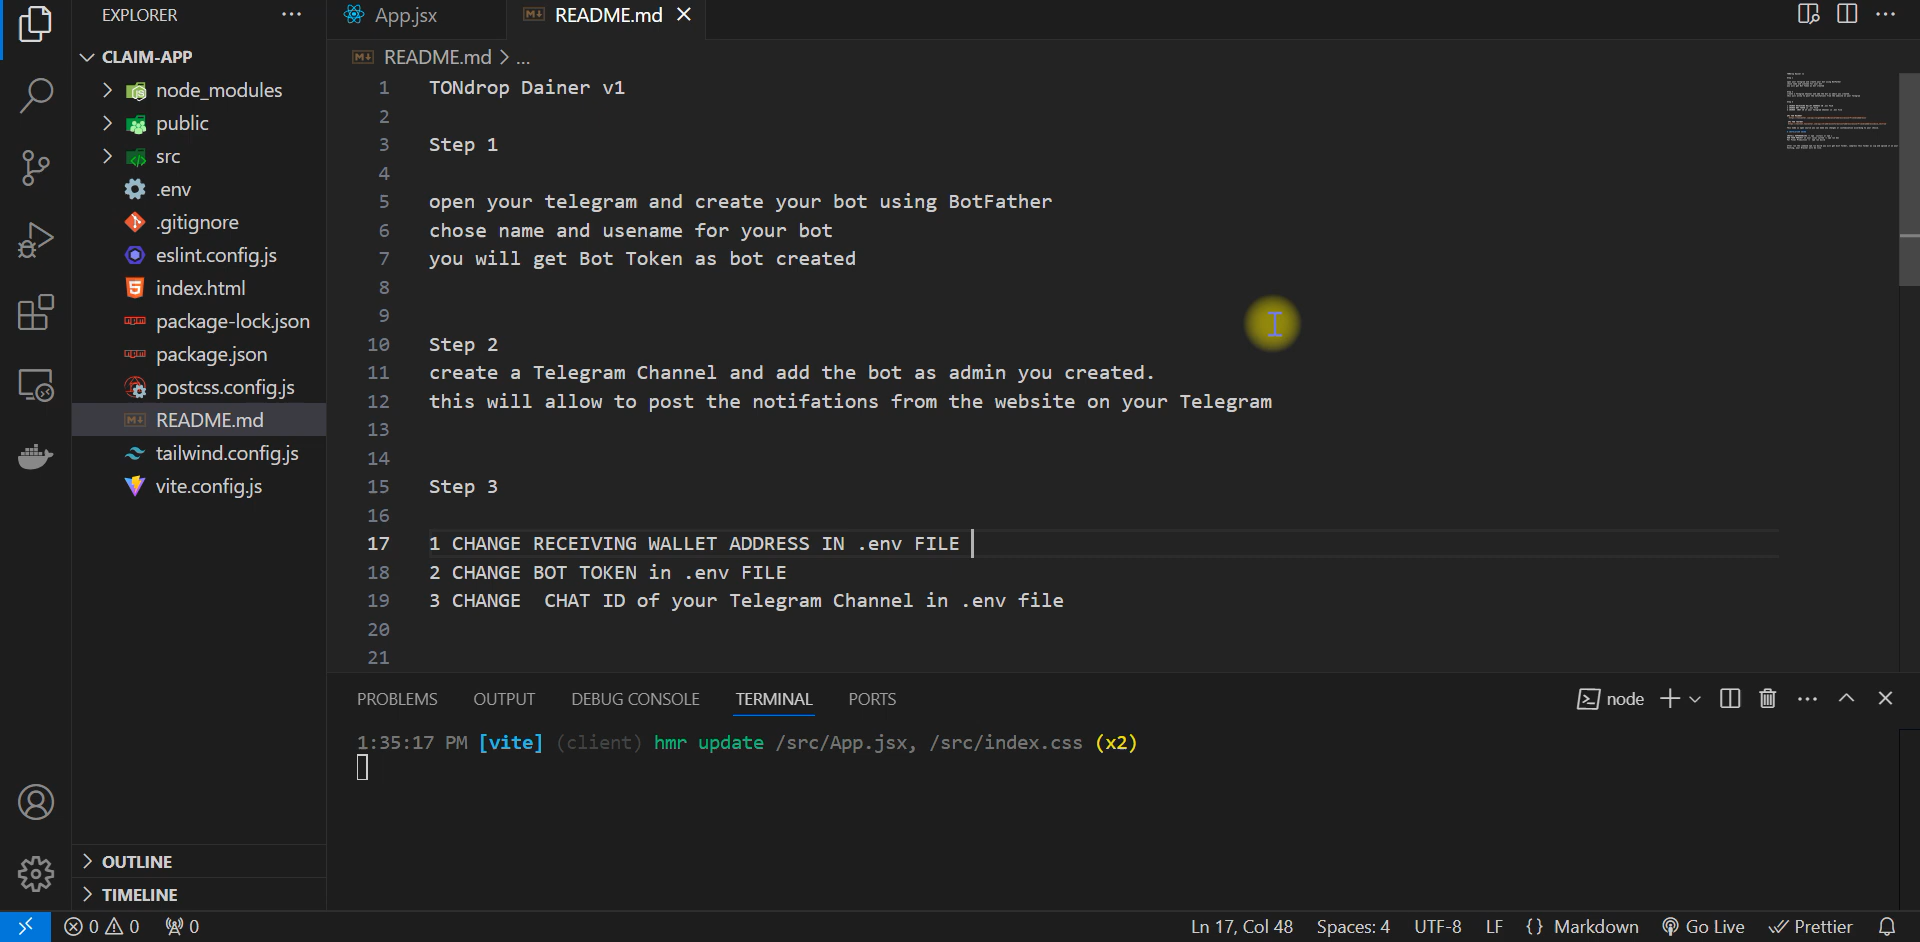 EXPLORER
App.jsx
README.md
CLAIM-APP
node_modules
public
src
.env
.gitignore
eslint.config.js
index.html
package-lock.json
package.json
postcss.config.js
README.md
tailwind.config.js
vite.config.js
OUTLINE
TIMELINE
README.md > ...
1 TONdrop Dainer v1
2
3 Step 1
4
5 open your telegram and create your bot using BotFather
6 chose name and usename for your bot
7 you will get Bot Token as bot created
8
9
10 Step 2
11 create a Telegram Channel and add the bot as admin you created.
12 this will allow to post the notifations from the website on your Telegram
13
14
15 Step 3
16
17 1 CHANGE RECEIVING WALLET ADDRESS IN .env FILE
18 2 CHANGE BOT TOKEN in .env FILE
19 3 CHANGE  CHAT ID of your Telegram Channel in .env file
20
21
PROBLEMS OUTPUT DEBUG CONSOLE TERMINAL PORTS
node
1:35:17 PM [vite] (client) hmr update /src/App.jsx, /src/index.css (x2)
0 0 0
Ln 17, Col 48 Spaces: 4 UTF-8 LF {} Markdown Go Live Prettier